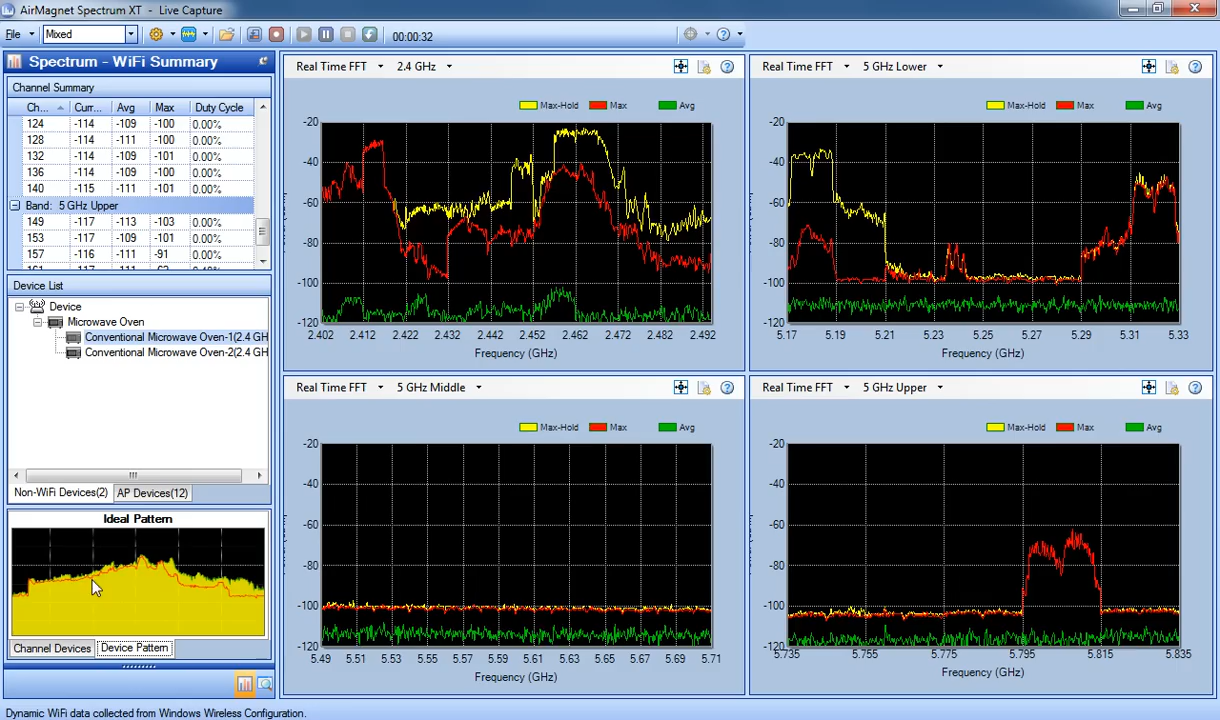 AirMagnet Spectrum XT - Live Capture
File Mixed 00:00:32
Spectrum - WiFi Summary
Channel Summary
Ch... Curr... Avg Max Duty Cycle
124 -114 -109 -100 0.00%
128 -114 -111 -100 0.00%
132 -114 -109 -101 0.00%
136 -114 -109 -100 0.00%
140 -115 -111 -101 0.00%
Band: 5 GHz Upper
149 -117 -113 -103 0.00%
153 -117 -109 -101 0.00%
157 -116 -111 -91 0.00%
Device List
Device
Microwave Oven
Conventional Microwave Oven-1(2.4 GH
Conventional Microwave Oven-2(2.4 GH
Non-WiFi Devices(2) AP Devices(12)
Ideal Pattern
Channel Devices Device Pattern
Real Time FFT 2.4 GHz
Max-Hold Max Avg
-20
-40
-60
-80
-100
-120
2.402 2.412 2.422 2.432 2.442 2.452 2.462 2.472 2.482 2.492
Frequency (GHz)
Real Time FFT 5 GHz Lower
Max-Hold Max Avg
-20
-40
-60
-80
-100
-120
5.17 5.19 5.21 5.23 5.25 5.27 5.29 5.31 5.33
Frequency (GHz)
Real Time FFT 5 GHz Middle
Max-Hold Max Avg
-20
-40
-60
-80
-100
-120
5.49 5.51 5.53 5.55 5.57 5.59 5.61 5.63 5.65 5.67 5.69 5.71
Frequency (GHz)
Real Time FFT 5 GHz Upper
Max-Hold Max Avg
-20
-40
-60
-80
-100
-120
5.735 5.755 5.775 5.795 5.815 5.835
Frequency (GHz)
Dynamic WiFi data collected from Windows Wireless Configuration.